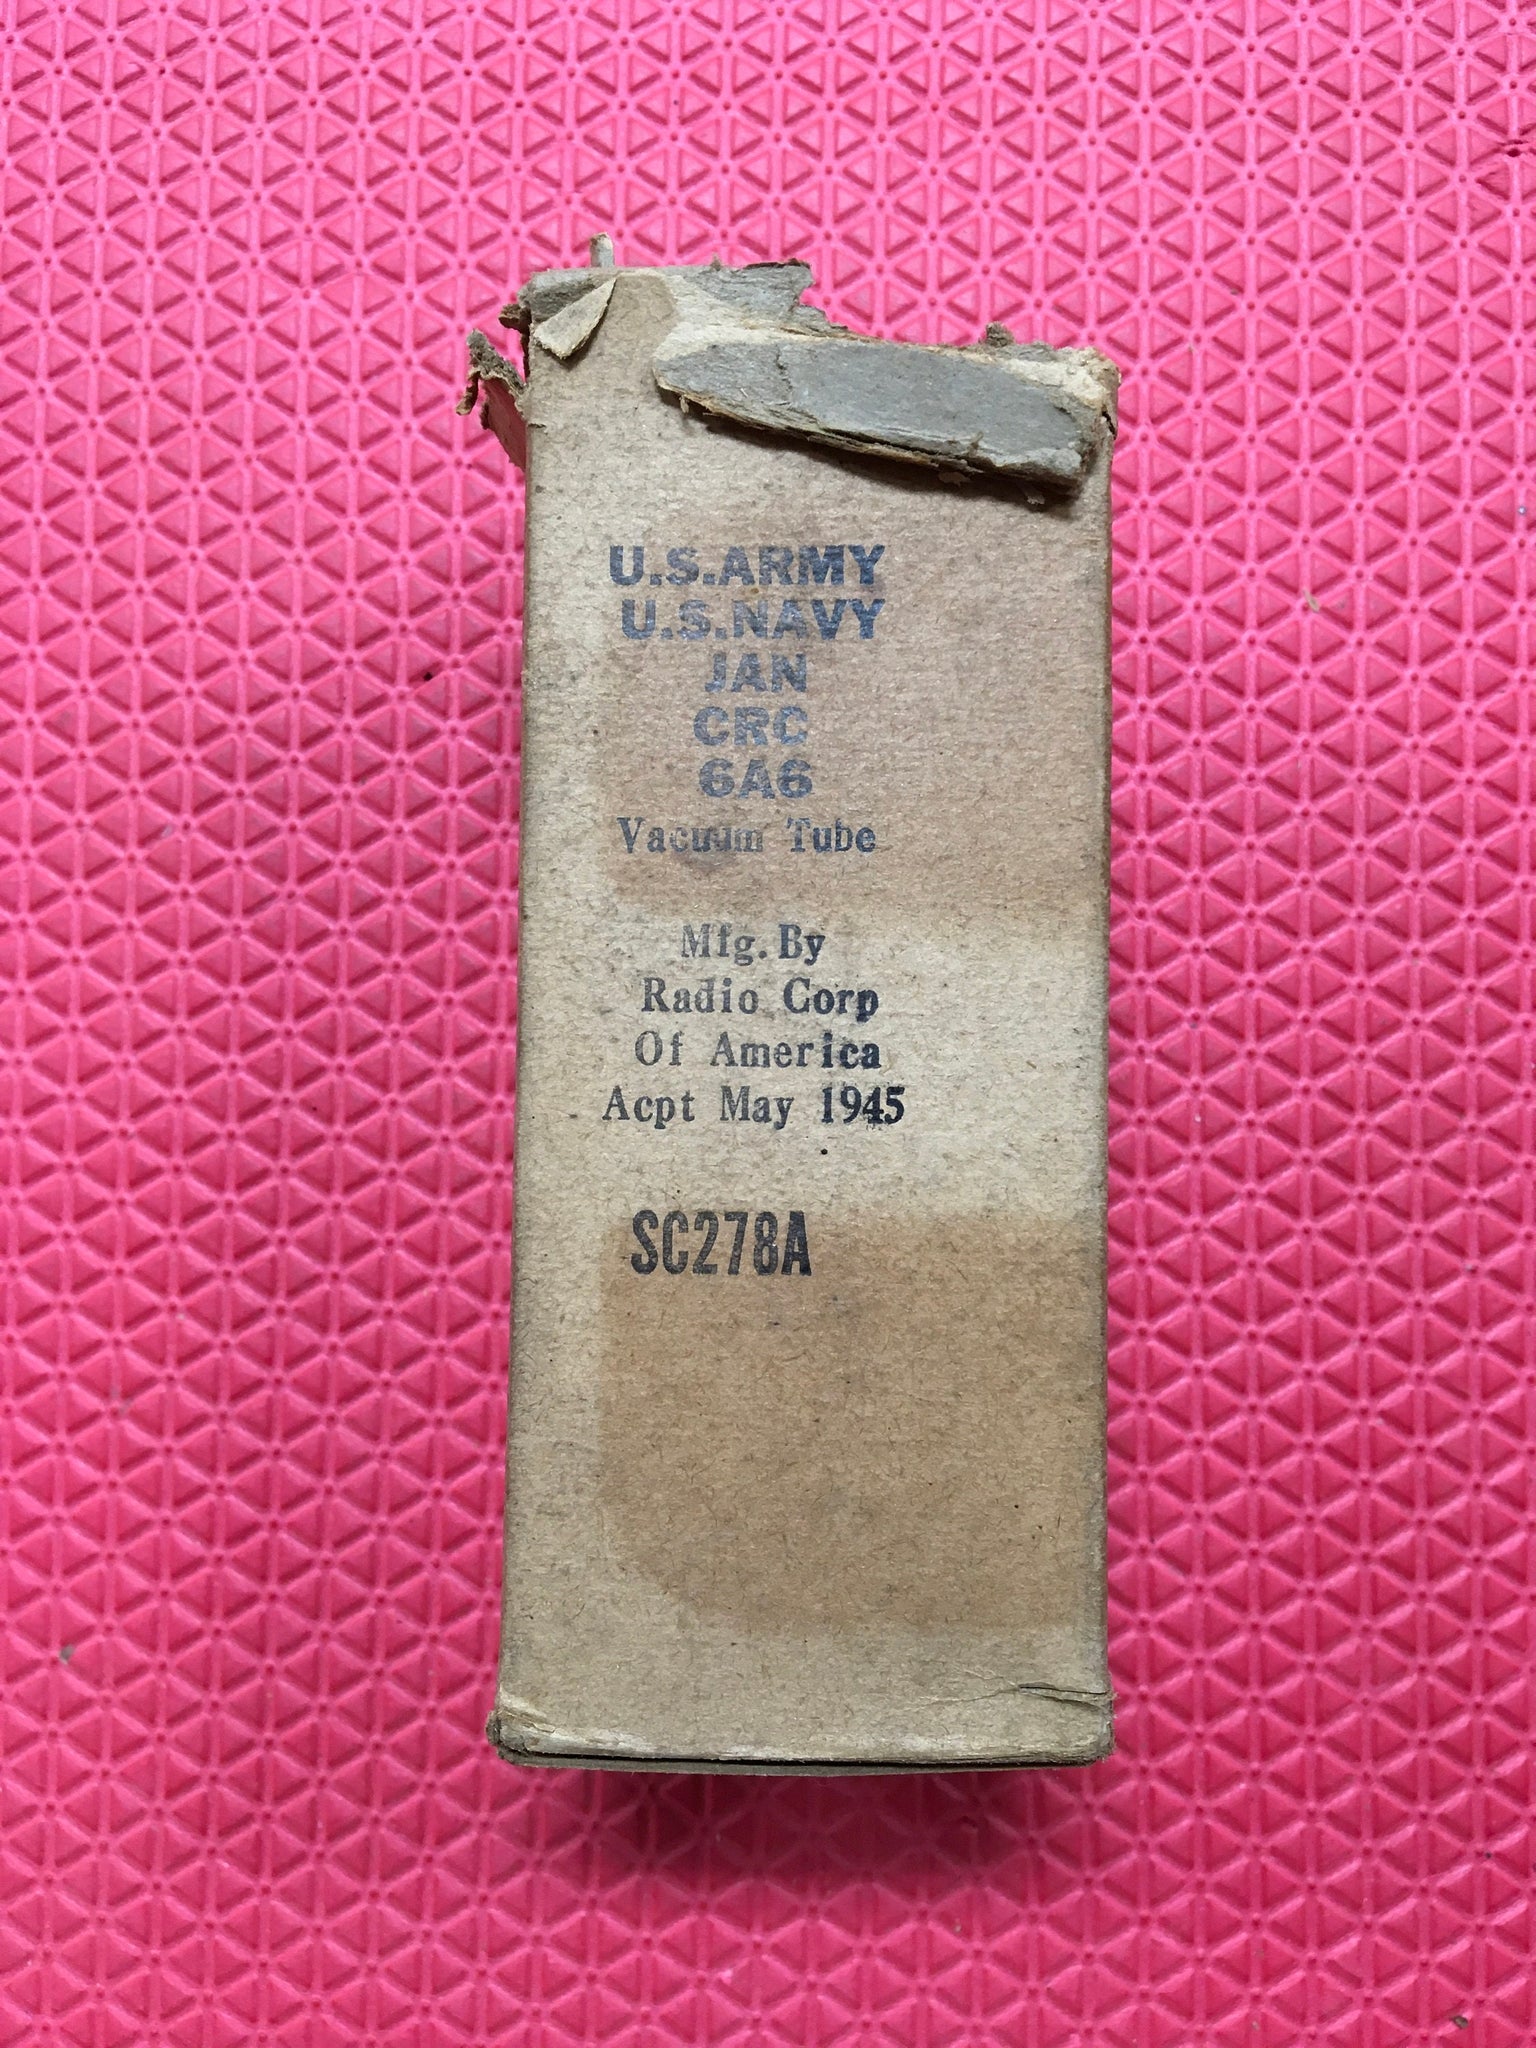 U.S.ARMY
U.S.NAVY
JAN
CRC
6A6
Vacuum Tube
Mfg. By
Radio Corp
Of America
Acpt May 1945
SC278A